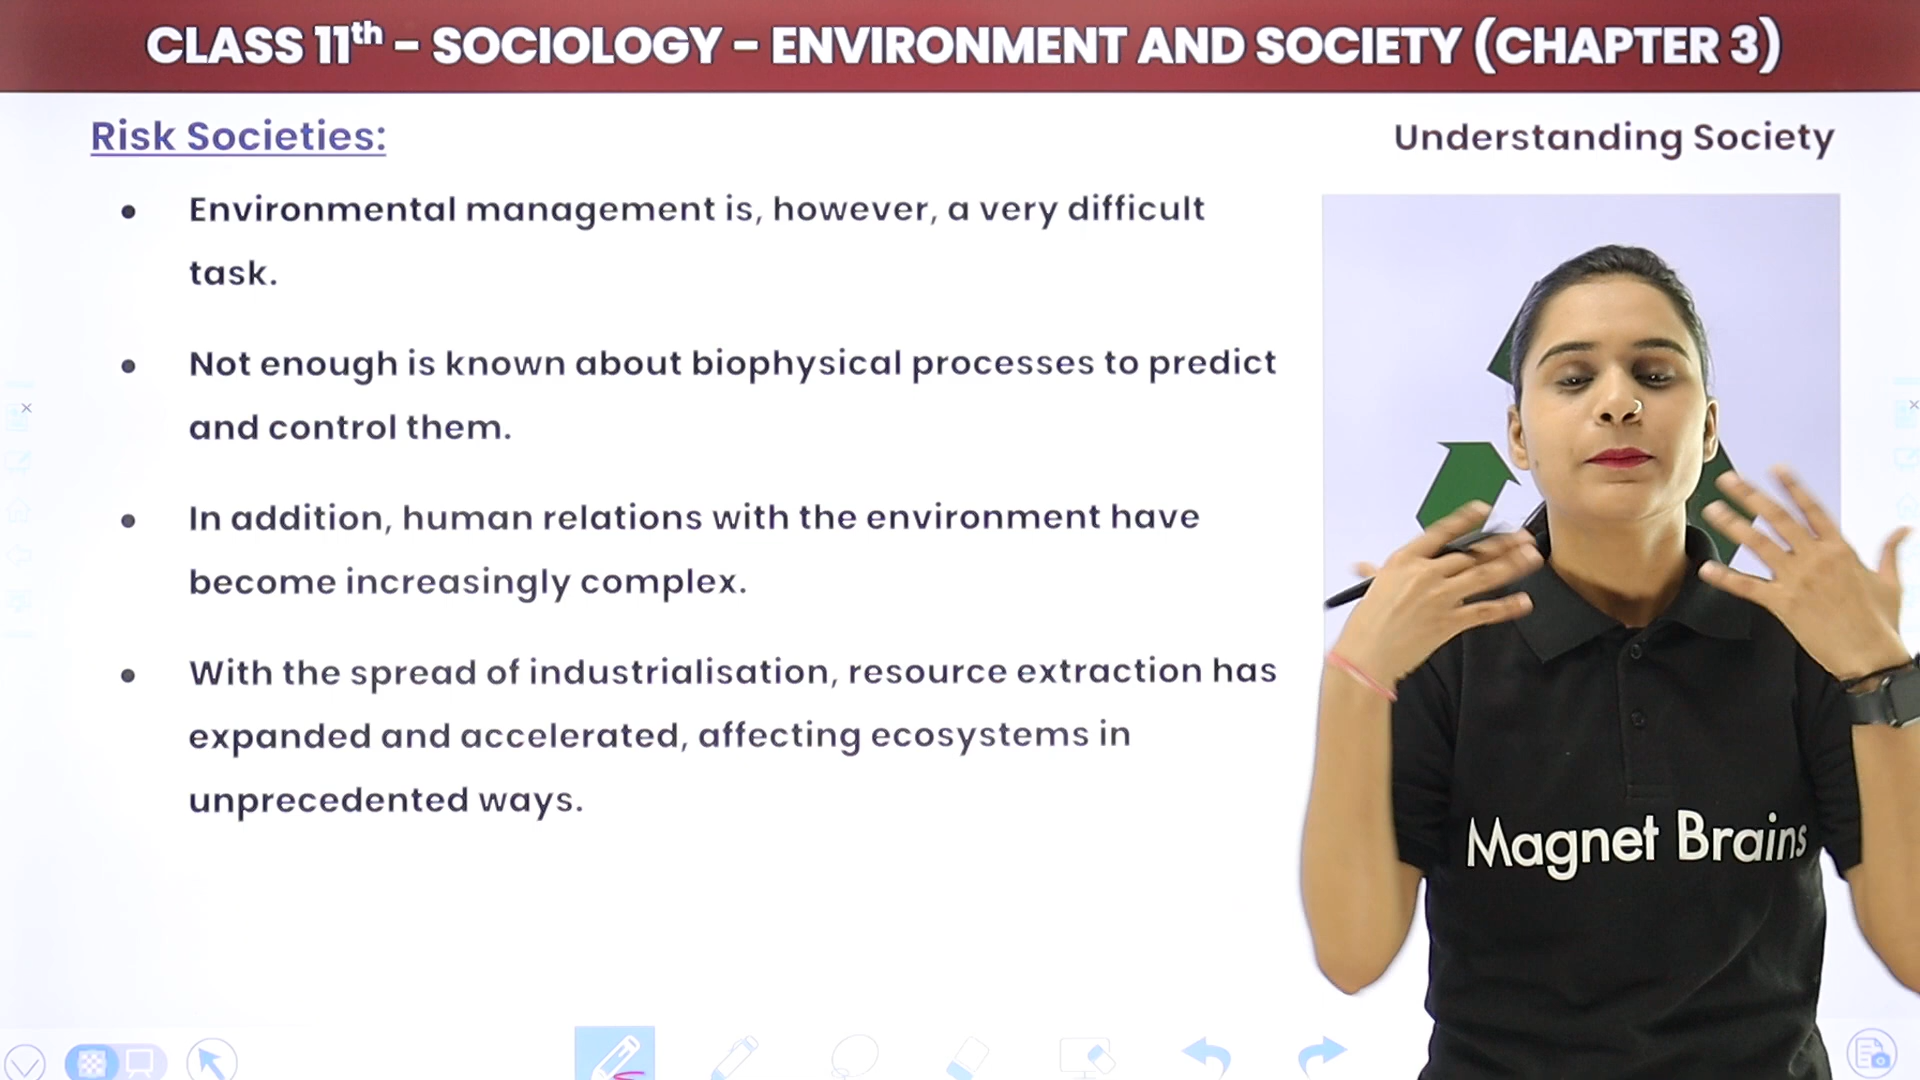 CLASS 11th - SOCIOLOGY - ENVIRONMENT AND SOCIETY (CHAPTER 3)
Risk Societies:
Understanding Society
• Environmental management is, however, a very difficult
task.
• Not enough is known about biophysical processes to predict
and control them.
• In addition, human relations with the environment have
become increasingly complex.
• With the spread of industrialisation, resource extraction has
expanded and accelerated, affecting ecosystems in
unprecedented ways.
Magnet Brains